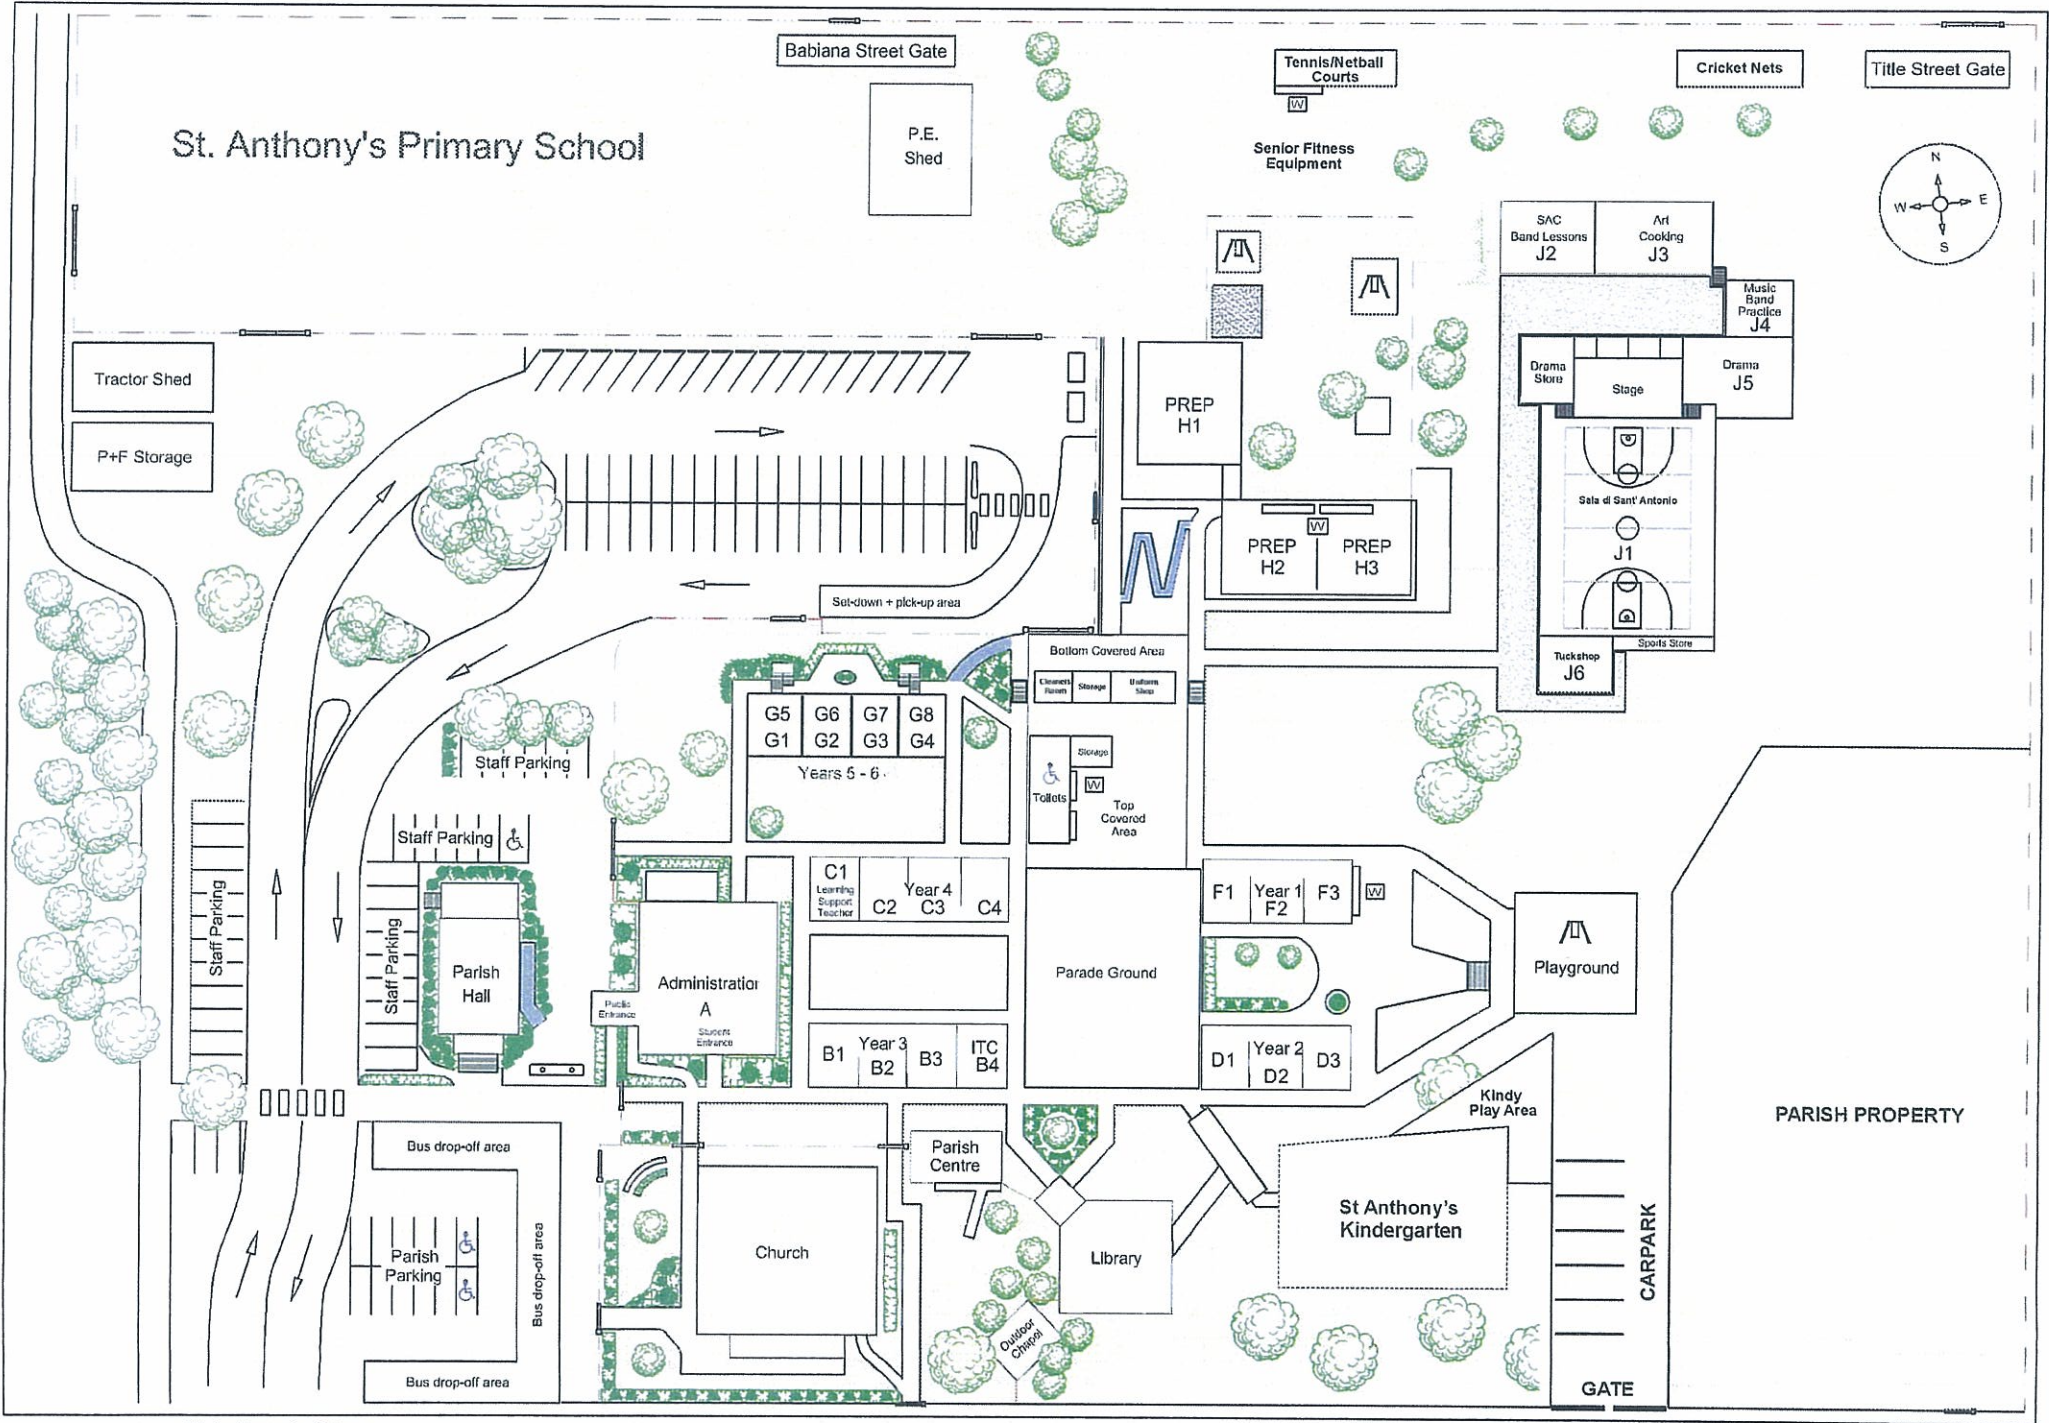 Babiana Street Gate
Tennis/Netball
Courts
Cricket Nets
Title Street Gate
St. Anthony's Primary School
P.E.
Shed
W
Senior Fitness
Equipment
N
W
E
S
SAC
Band Lessons
J2
Art
Cooking
J3
Music
Band
Practice
J4
Tractor Shed
P+F Storage
PREP
H1
Drama
Store
Stage
Drama
J5
Sala di Sant' Antonio
J1
W
PREP
H2
PREP
H3
Set-down + pick-up area
Sports Store
Tuckshop
J6
Bottom Covered Area
Cleaners
Room
Storage
Uniform
Shop
G5
G1
G6
G2
G7
G3
G8
G4
Years 5 - 6
Storage
W
Toilets
Top
Covered
Area
Staff Parking
Staff Parking
Staff Parking
Staff Parking
Parish
Hall
C1
Learning
Support
Teacher
Year 4
C2
C3
C4
F1
Year 1
F2
F3
W
Administration
A
Public
Entrance
Student
Entrance
Parade Ground
Playground
B1
Year 3
B2
B3
ITC
B4
D1
Year 2
D2
D3
Kindy
Play Area
PARISH PROPERTY
Bus drop-off area
Parish
Parking
Bus drop-off area
Bus drop-off area
Church
Parish
Centre
Library
Outdoor
Chapel
St Anthony's
Kindergarten
CARPARK
GATE